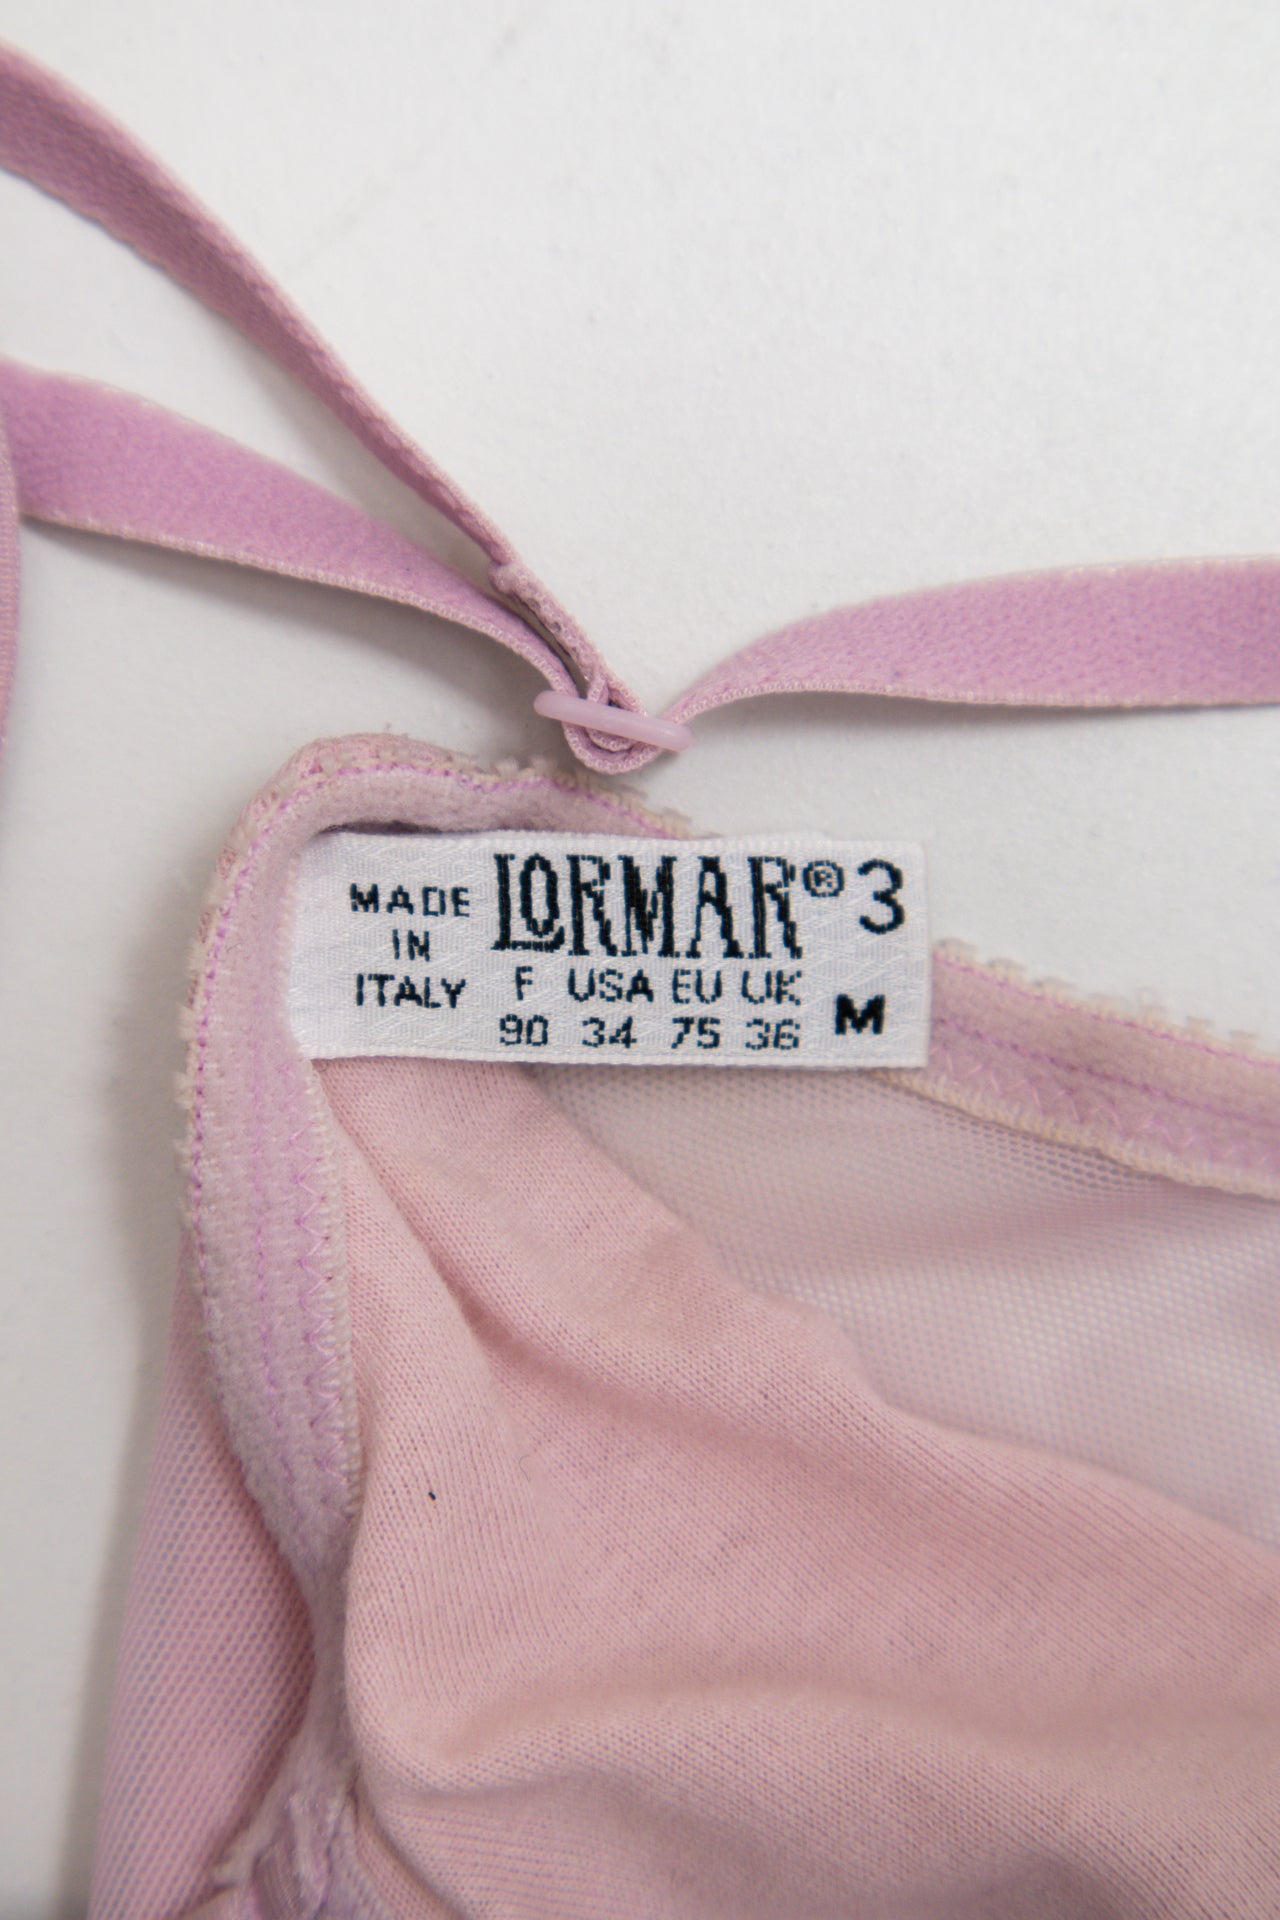 MADE
IN
ITALY
LORMAR® 3
F USA EU UK
90 34 75 36
M